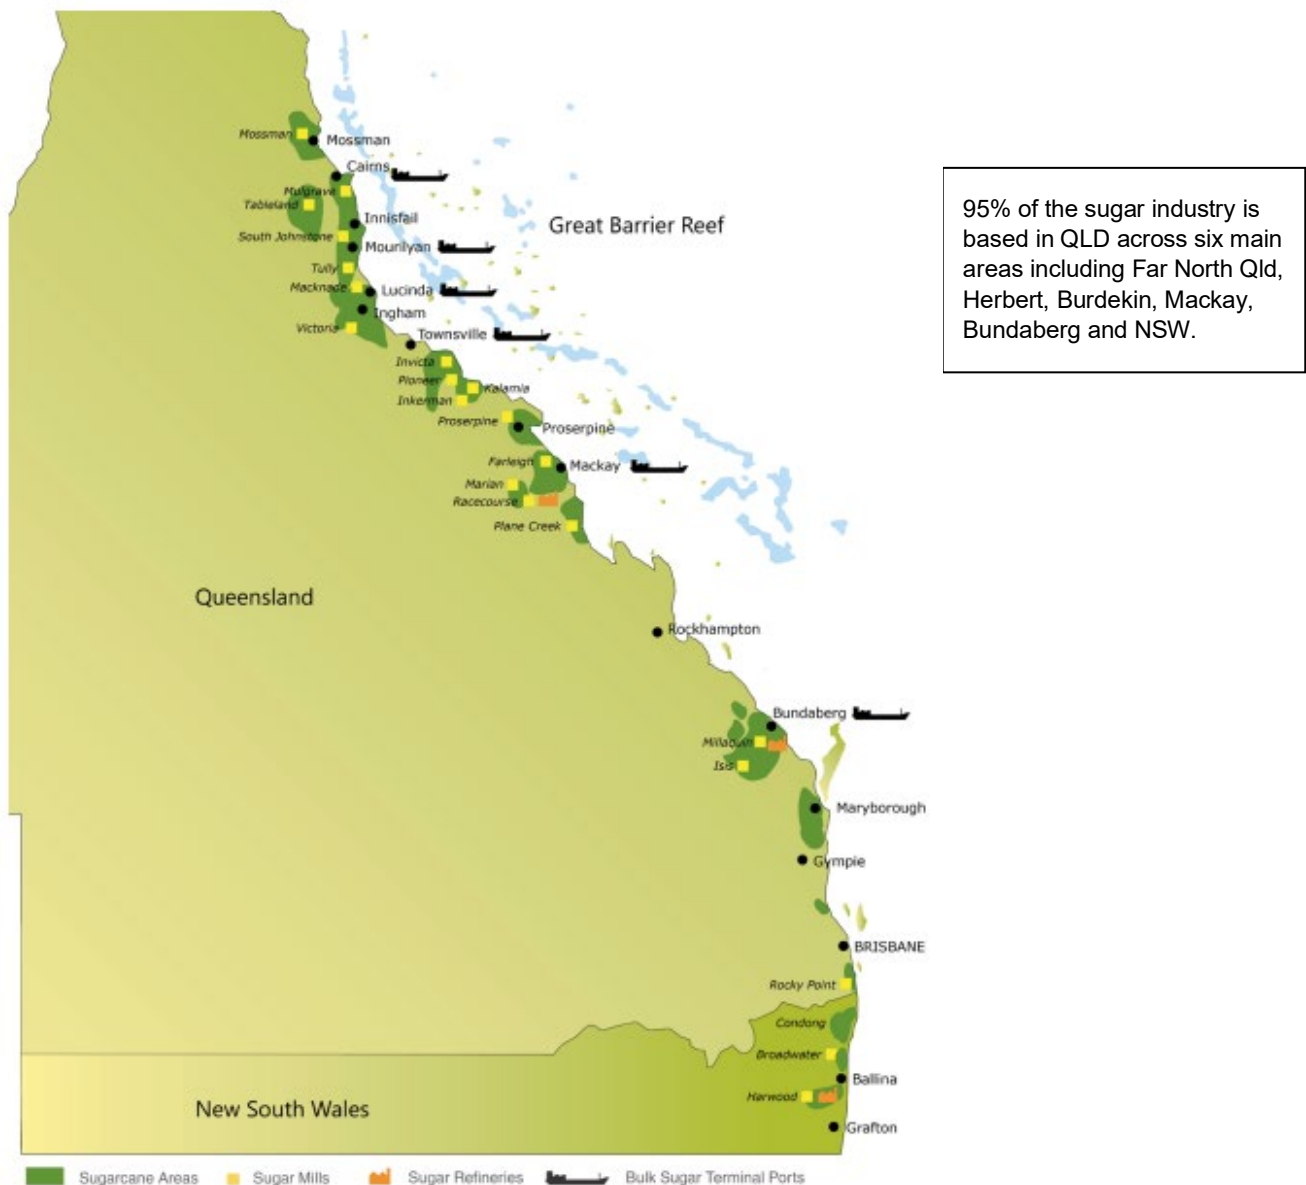 Mossman
Mossman
Cairns
Mulgrave
Tableland
Innisfail
Great Barrier Reef
South Johnstone
Mourilyan
Tully
Macknade
Lucinda
Ingham
Victoria
Townsville
Invicta
Pioneer
Kalamia
Inkerman
Proserpine
Proserpine
Farleigh
Mackay
Marian
Racecourse
Plane Creek
Queensland
Rockhampton
Bundaberg
Millaquin
Isis
Maryborough
Gympie
BRISBANE
Rocky Point
Condong
Broadwater
Ballina
Harwood
New South Wales
Grafton
Sugarcane Areas
Sugar Mills
Sugar Refineries
Bulk Sugar Terminal Ports
95% of the sugar industry is
based in QLD across six main
areas including Far North Qld,
Herbert, Burdekin, Mackay,
Bundaberg and NSW.